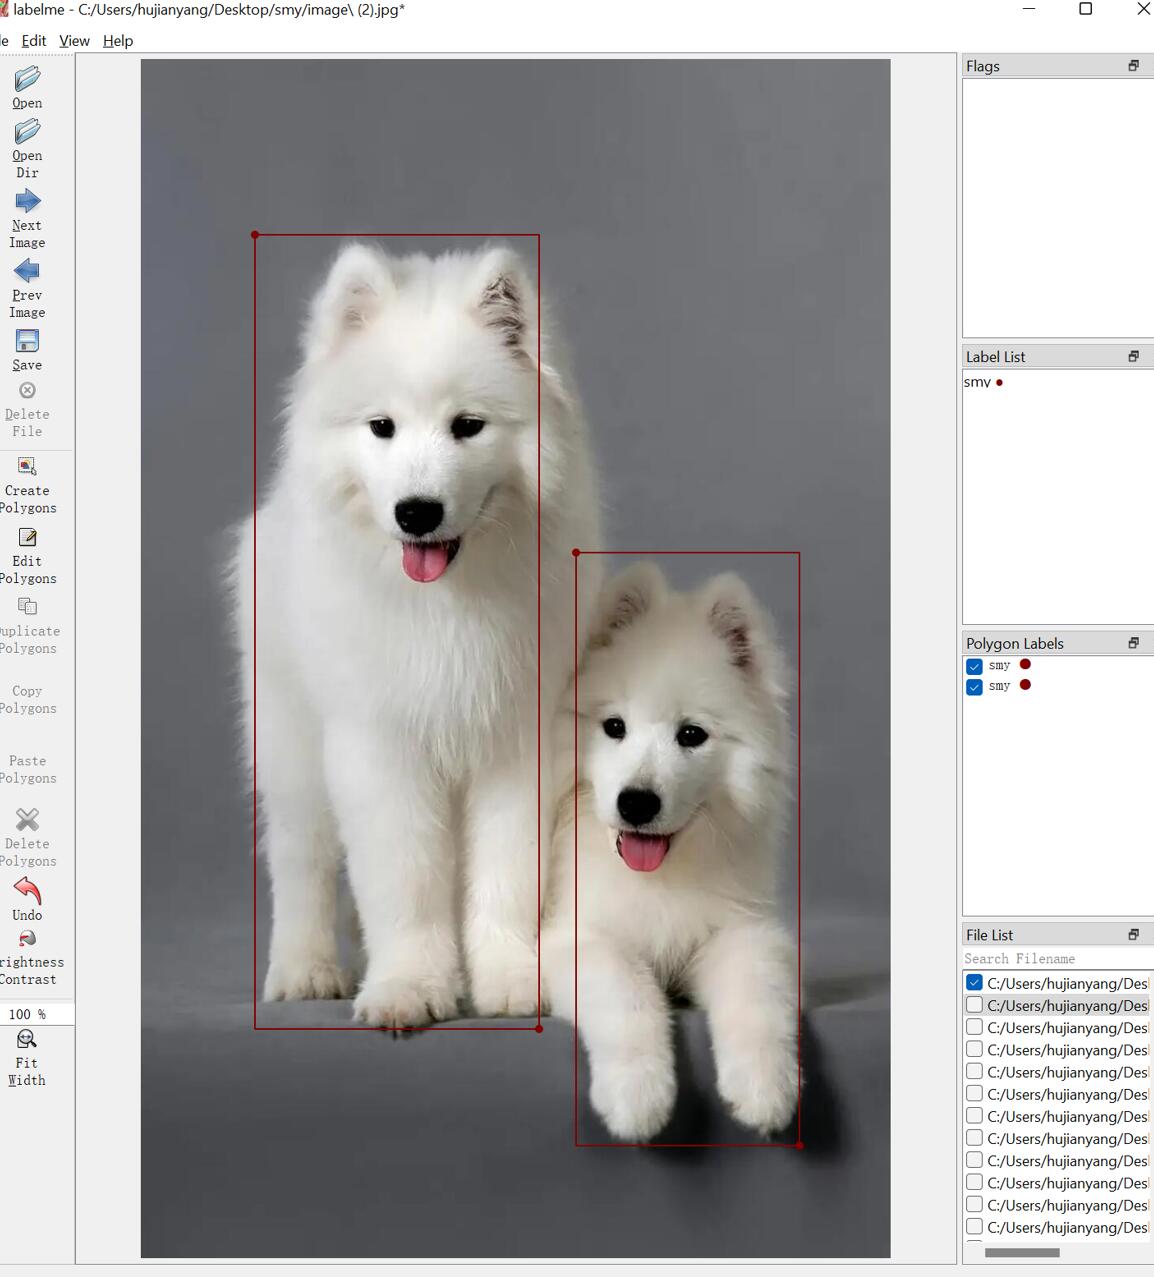 labelme - C:/Users/hujianyang/Desktop/smy/image\ (2).jpg*
le Edit View Help
Open
Open
Dir
Next
Image
Prev
Image
Save
Delete
File
Create
Polygons
Edit
Polygons
uplicate
Polygons
Copy
Polygons
Paste
Polygons
Delete
Polygons
Undo
rightness
Contrast
100 %
Fit
Width
Flags
Label List
smy
Polygon Labels
smy
smy
File List
Search Filename
C:/Users/hujianyang/Des
C:/Users/hujianyang/Des
C:/Users/hujianyang/Des
C:/Users/hujianyang/Des
C:/Users/hujianyang/Des
C:/Users/hujianyang/Des
C:/Users/hujianyang/Des
C:/Users/hujianyang/Des
C:/Users/hujianyang/Des
C:/Users/hujianyang/Des
C:/Users/hujianyang/Des
C:/Users/hujianyang/Des